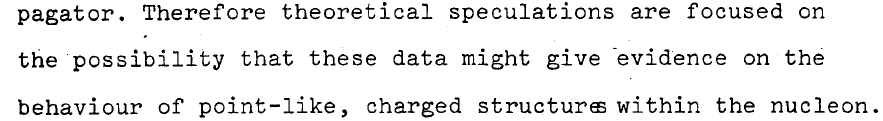 pagator. Therefore theoretical speculations are focused on
the possibility that these data might give evidence on the
behaviour of point-like, charged structures within the nucleon.